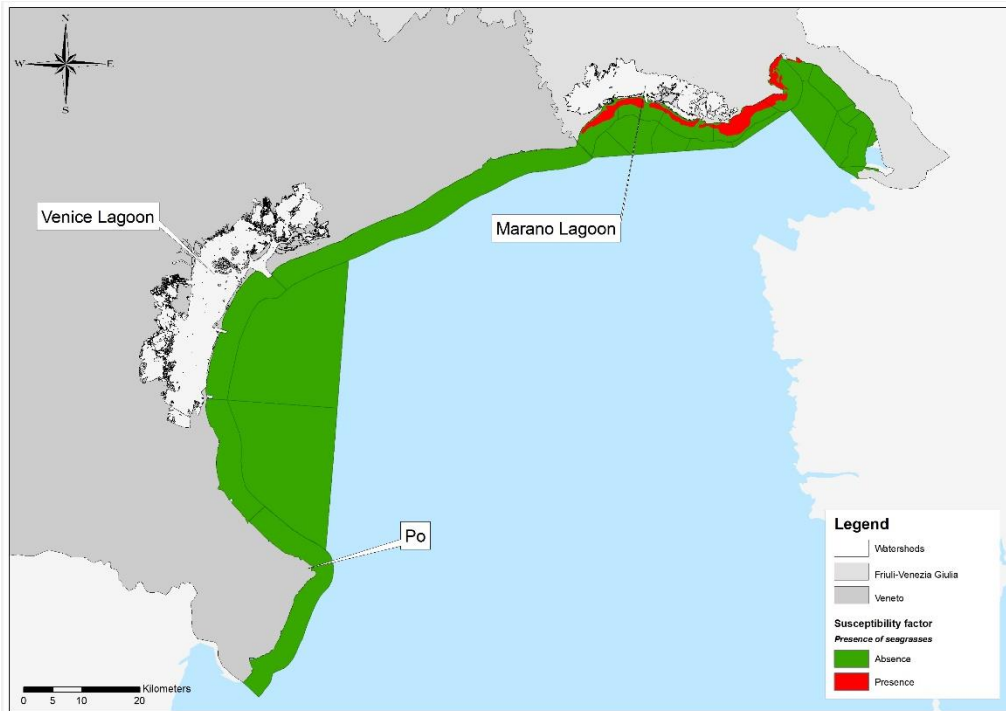 N
W E
S
Venice Lagoon
Marano Lagoon
Po
Legend
Watersheds
Friuli-Venezia Giulia
Veneto
Susceptibility factor
Presence of seagrasses
Absence
Presence
Kilometers
0 5 10 20